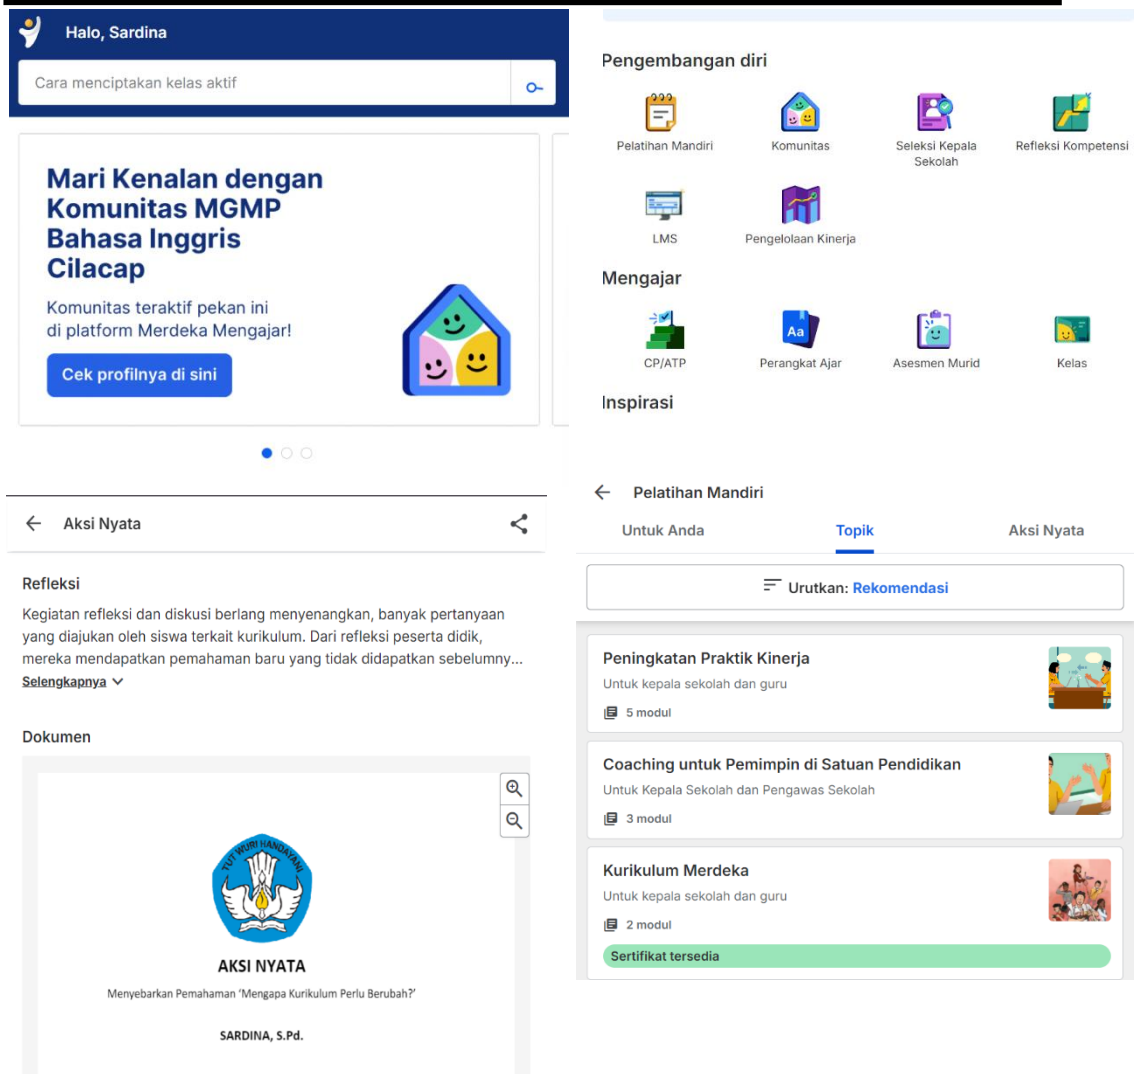 Halo, Sardina
Cara menciptakan kelas aktif
Mari Kenalan dengan
Komunitas MGMP
Bahasa Inggris
Cilacap
Komunitas teraktif pekan ini
di platform Merdeka Mengajar!
Cek profilnya di sini
Pengembangan diri
Pelatihan Mandiri
Komunitas
Seleksi Kepala
Sekolah
Refleksi Kompetensi
LMS
Pengelolaan Kinerja
Mengajar
CP/ATP
Aa
Perangkat Ajar
Asesmen Murid
Kelas
Inspirasi
Aksi Nyata
Refleksi
Kegiatan refleksi dan diskusi berlang menyenangkan, banyak pertanyaan
yang diajukan oleh siswa terkait kurikulum. Dari refleksi peserta didik,
mereka mendapatkan pemahaman baru yang tidak didapatkan sebelumny...
Selengkapnya
Dokumen
TUT WURI HANDAYANI
AKSI NYATA
Menyebarkan Pemahaman ‘Mengapa Kurikulum Perlu Berubah?’
SARDINA, S.Pd.
Pelatihan Mandiri
Untuk Anda
Topik
Aksi Nyata
Urutkan: Rekomendasi
Peningkatan Praktik Kinerja
Untuk kepala sekolah dan guru
5 modul
Coaching untuk Pemimpin di Satuan Pendidikan
Untuk Kepala Sekolah dan Pengawas Sekolah
3 modul
Kurikulum Merdeka
Untuk kepala sekolah dan guru
2 modul
Sertifikat tersedia